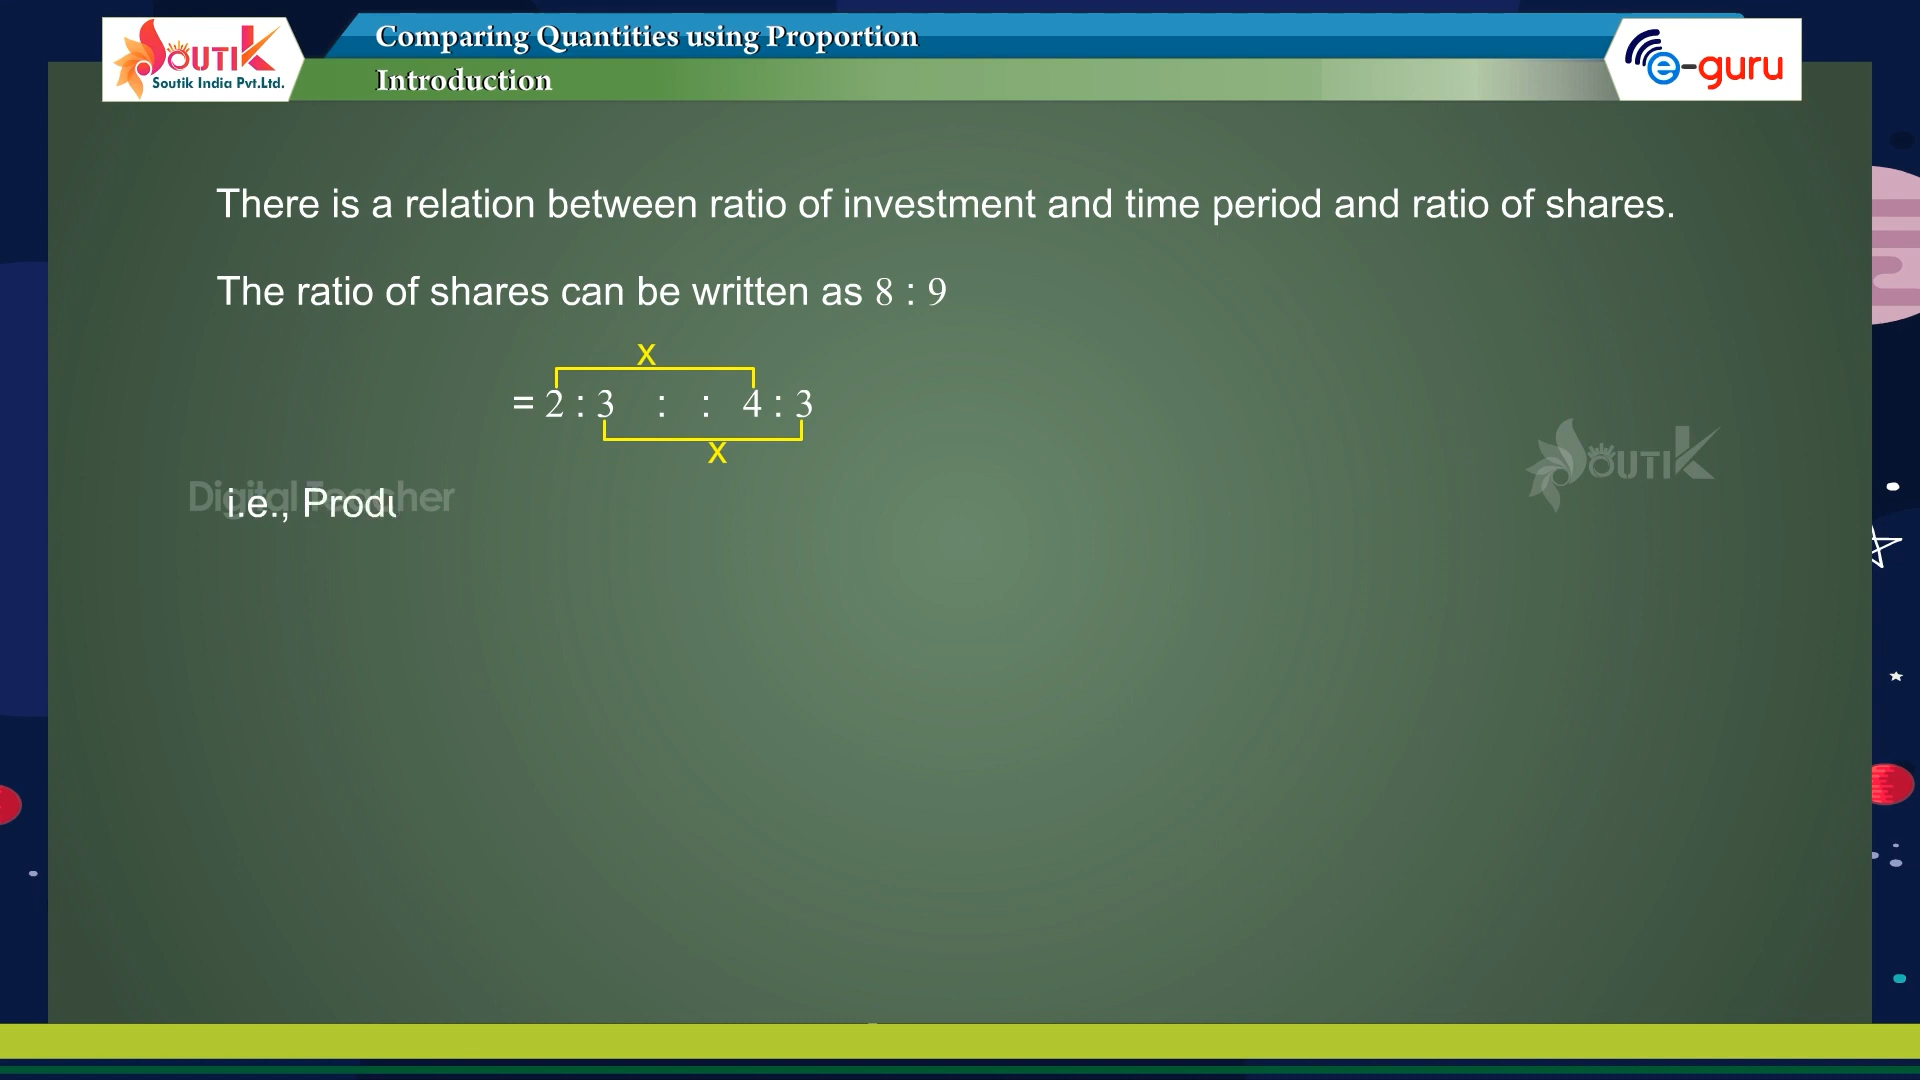 SOUTIK
Soutik India Pvt.Ltd.
Comparing Quantities using Proportion
Introduction
e-guru
There is a relation between ratio of investment and time period and ratio of shares.
The ratio of shares can be written as 8 : 9
x
= 2 : 3 : : 4 : 3
x
Digital Teacher
i.e., Produ
SOUTIK